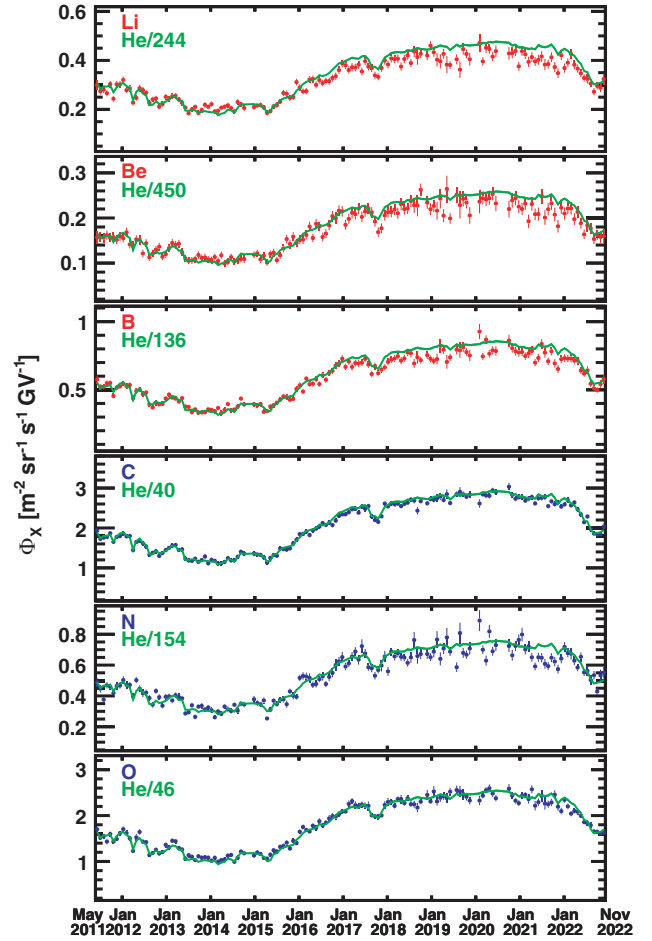 Φ_X [m⁻² sr⁻¹ s⁻¹ GV⁻¹]
Li
He/244
0.6
0.4
0.2
Be
He/450
0.3
0.2
0.1
B
He/136
1
0.5
C
He/40
3
2
1
N
He/154
0.8
0.6
0.4
0.2
O
He/46
3
2
1
May Jan Jan Jan Jan Jan Jan Jan Jan Jan Jan Jan Nov
2011 2012 2013 2014 2015 2016 2017 2018 2019 2020 2021 2022 2022